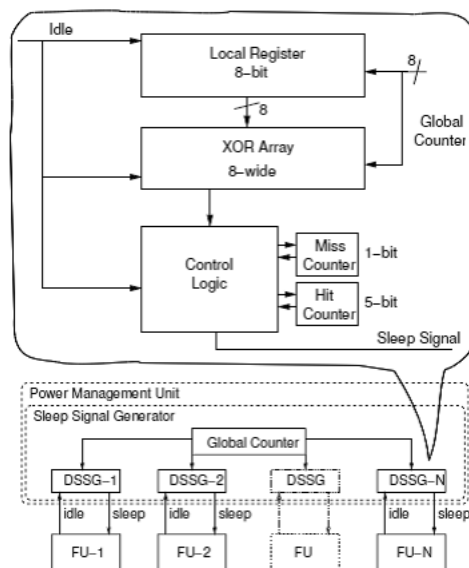 Idle
Local Register
8-bit
8
8
Global
Counter
XOR Array
8-wide
Control
Logic
Miss
Counter
1-bit
Hit
Counter
5-bit
Sleep Signal
Power Management Unit
Sleep Signal Generator
Global Counter
DSSG-1
DSSG-2
DSSG
DSSG-N
idle
sleep
idle
sleep
idle
sleep
FU-1
FU-2
FU
FU-N